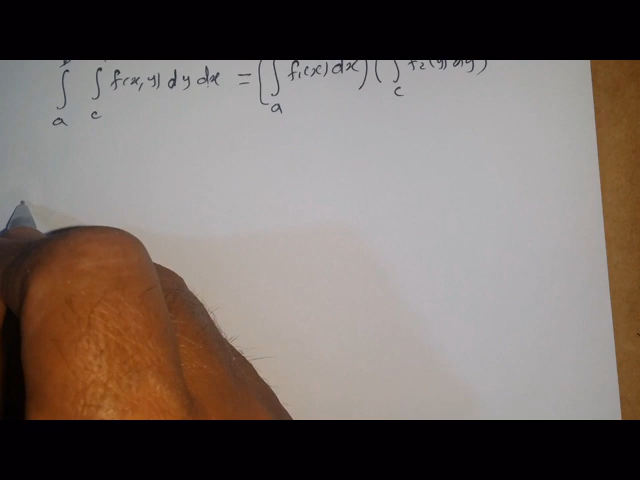 ∫ₐ ∫꜀ f(x,y) dy dx = (∫ₐ f₁(x) dx) (∫꜀ f₂(y) dy)